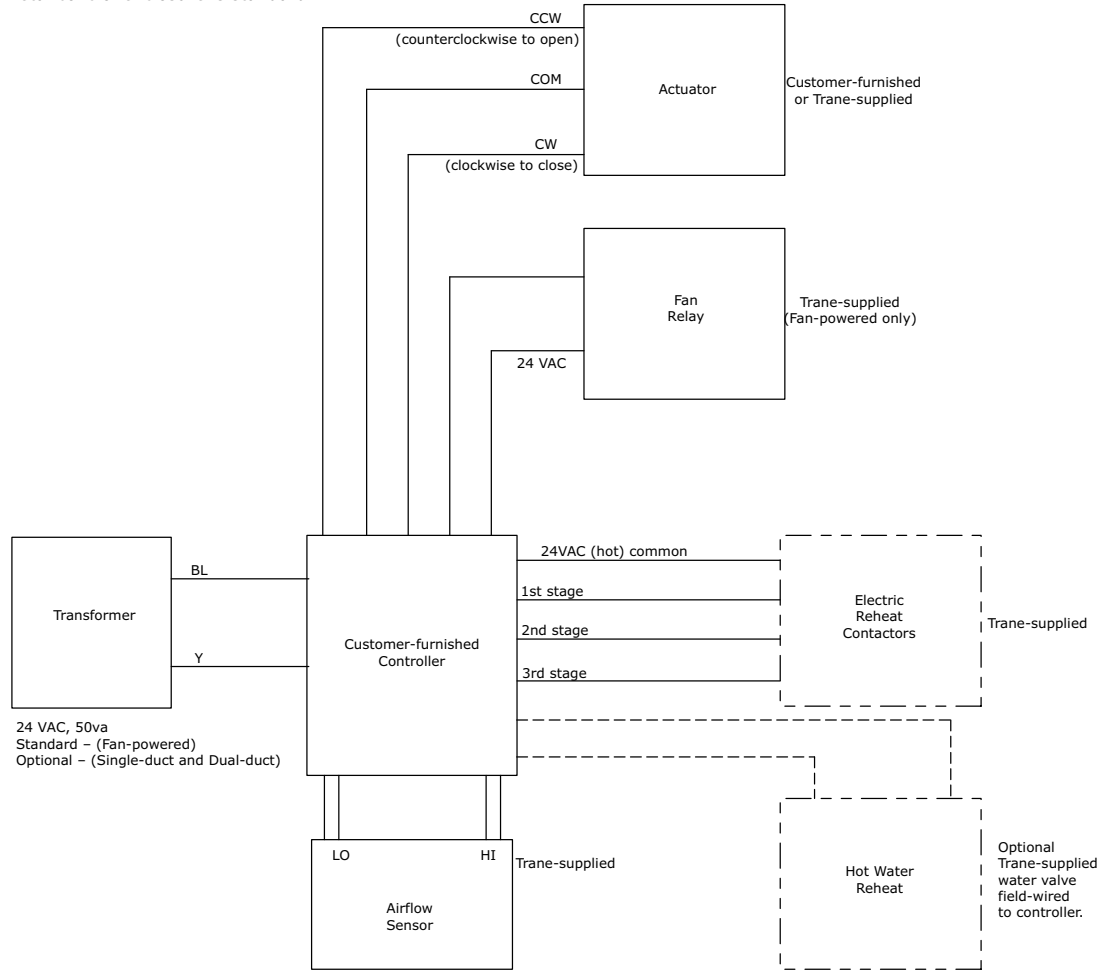 CCW
(counterclockwise to open)
COM
Actuator
Customer-furnished
or Trane-supplied
CW
(clockwise to close)
Fan
Relay
Trane-supplied
(Fan-powered only)
24 VAC
24VAC (hot) common
BL
1st stage
Electric
Reheat
Contactors
Transformer
Trane-supplied
2nd stage
Customer-furnished
Controller
Y
3rd stage
24 VAC, 50va
Standard – (Fan-powered)
Optional – (Single-duct and Dual-duct)
LO
HI
Trane-supplied
Airflow
Sensor
Hot Water
Reheat
Optional
Trane-supplied
water valve
field-wired
to controller.